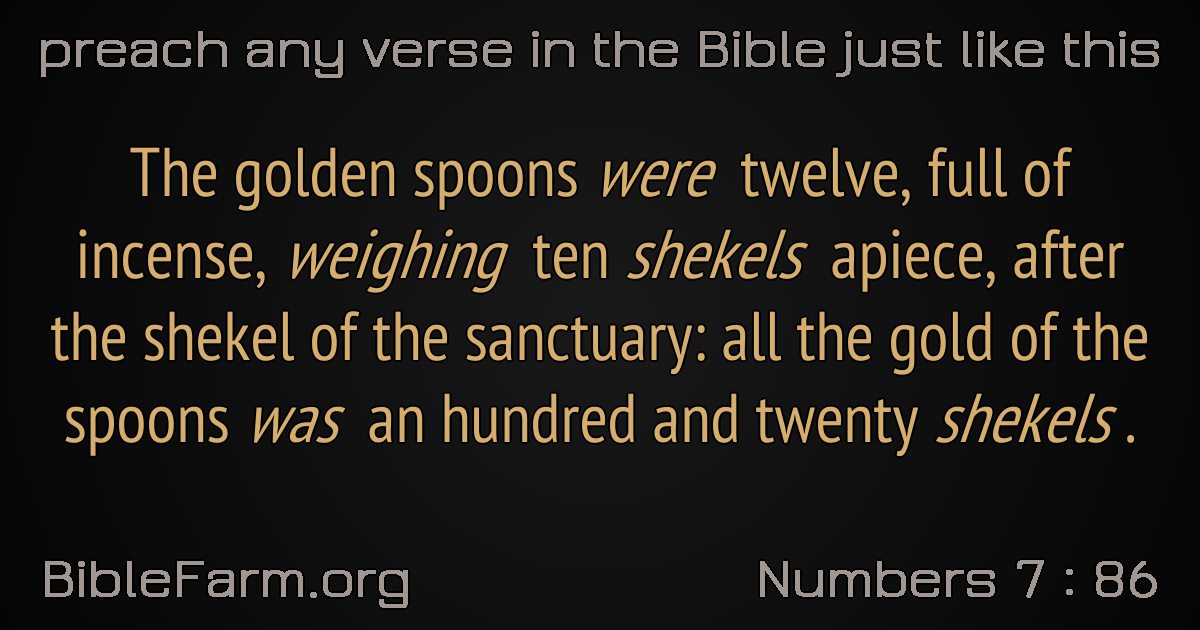 preach any verse in the Bible just like this
The golden spoons were twelve, full of
incense, weighing ten shekels apiece, after
the shekel of the sanctuary: all the gold of the
spoons was an hundred and twenty shekels .
BibleFarm.org
Numbers 7 : 86